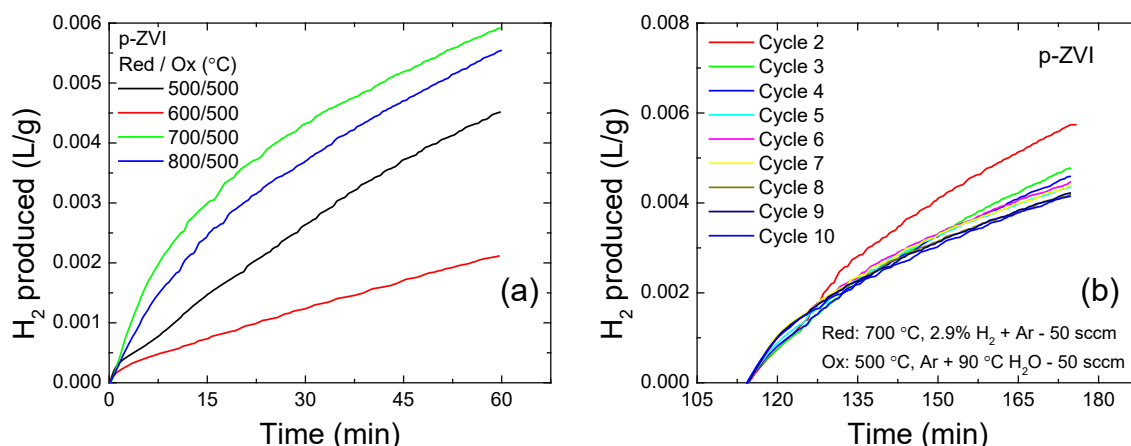 0.006
0.005
0.004
0.003
0.002
0.001
0.000
H2 produced (L/g)
p-ZVI
Red / Ox (°C)
500/500
600/500
700/500
800/500
(a)
0 15 30 45 60
Time (min)
0.008
0.006
0.004
0.002
0.000
H2 produced (L/g)
Cycle 2
Cycle 3
Cycle 4
Cycle 5
Cycle 6
Cycle 7
Cycle 8
Cycle 9
Cycle 10
p-ZVI
(b)
Red: 700 °C, 2.9% H2 + Ar - 50 sccm
Ox: 500 °C, Ar + 90 °C H2O - 50 sccm
105 120 135 150 165 180
Time (min)